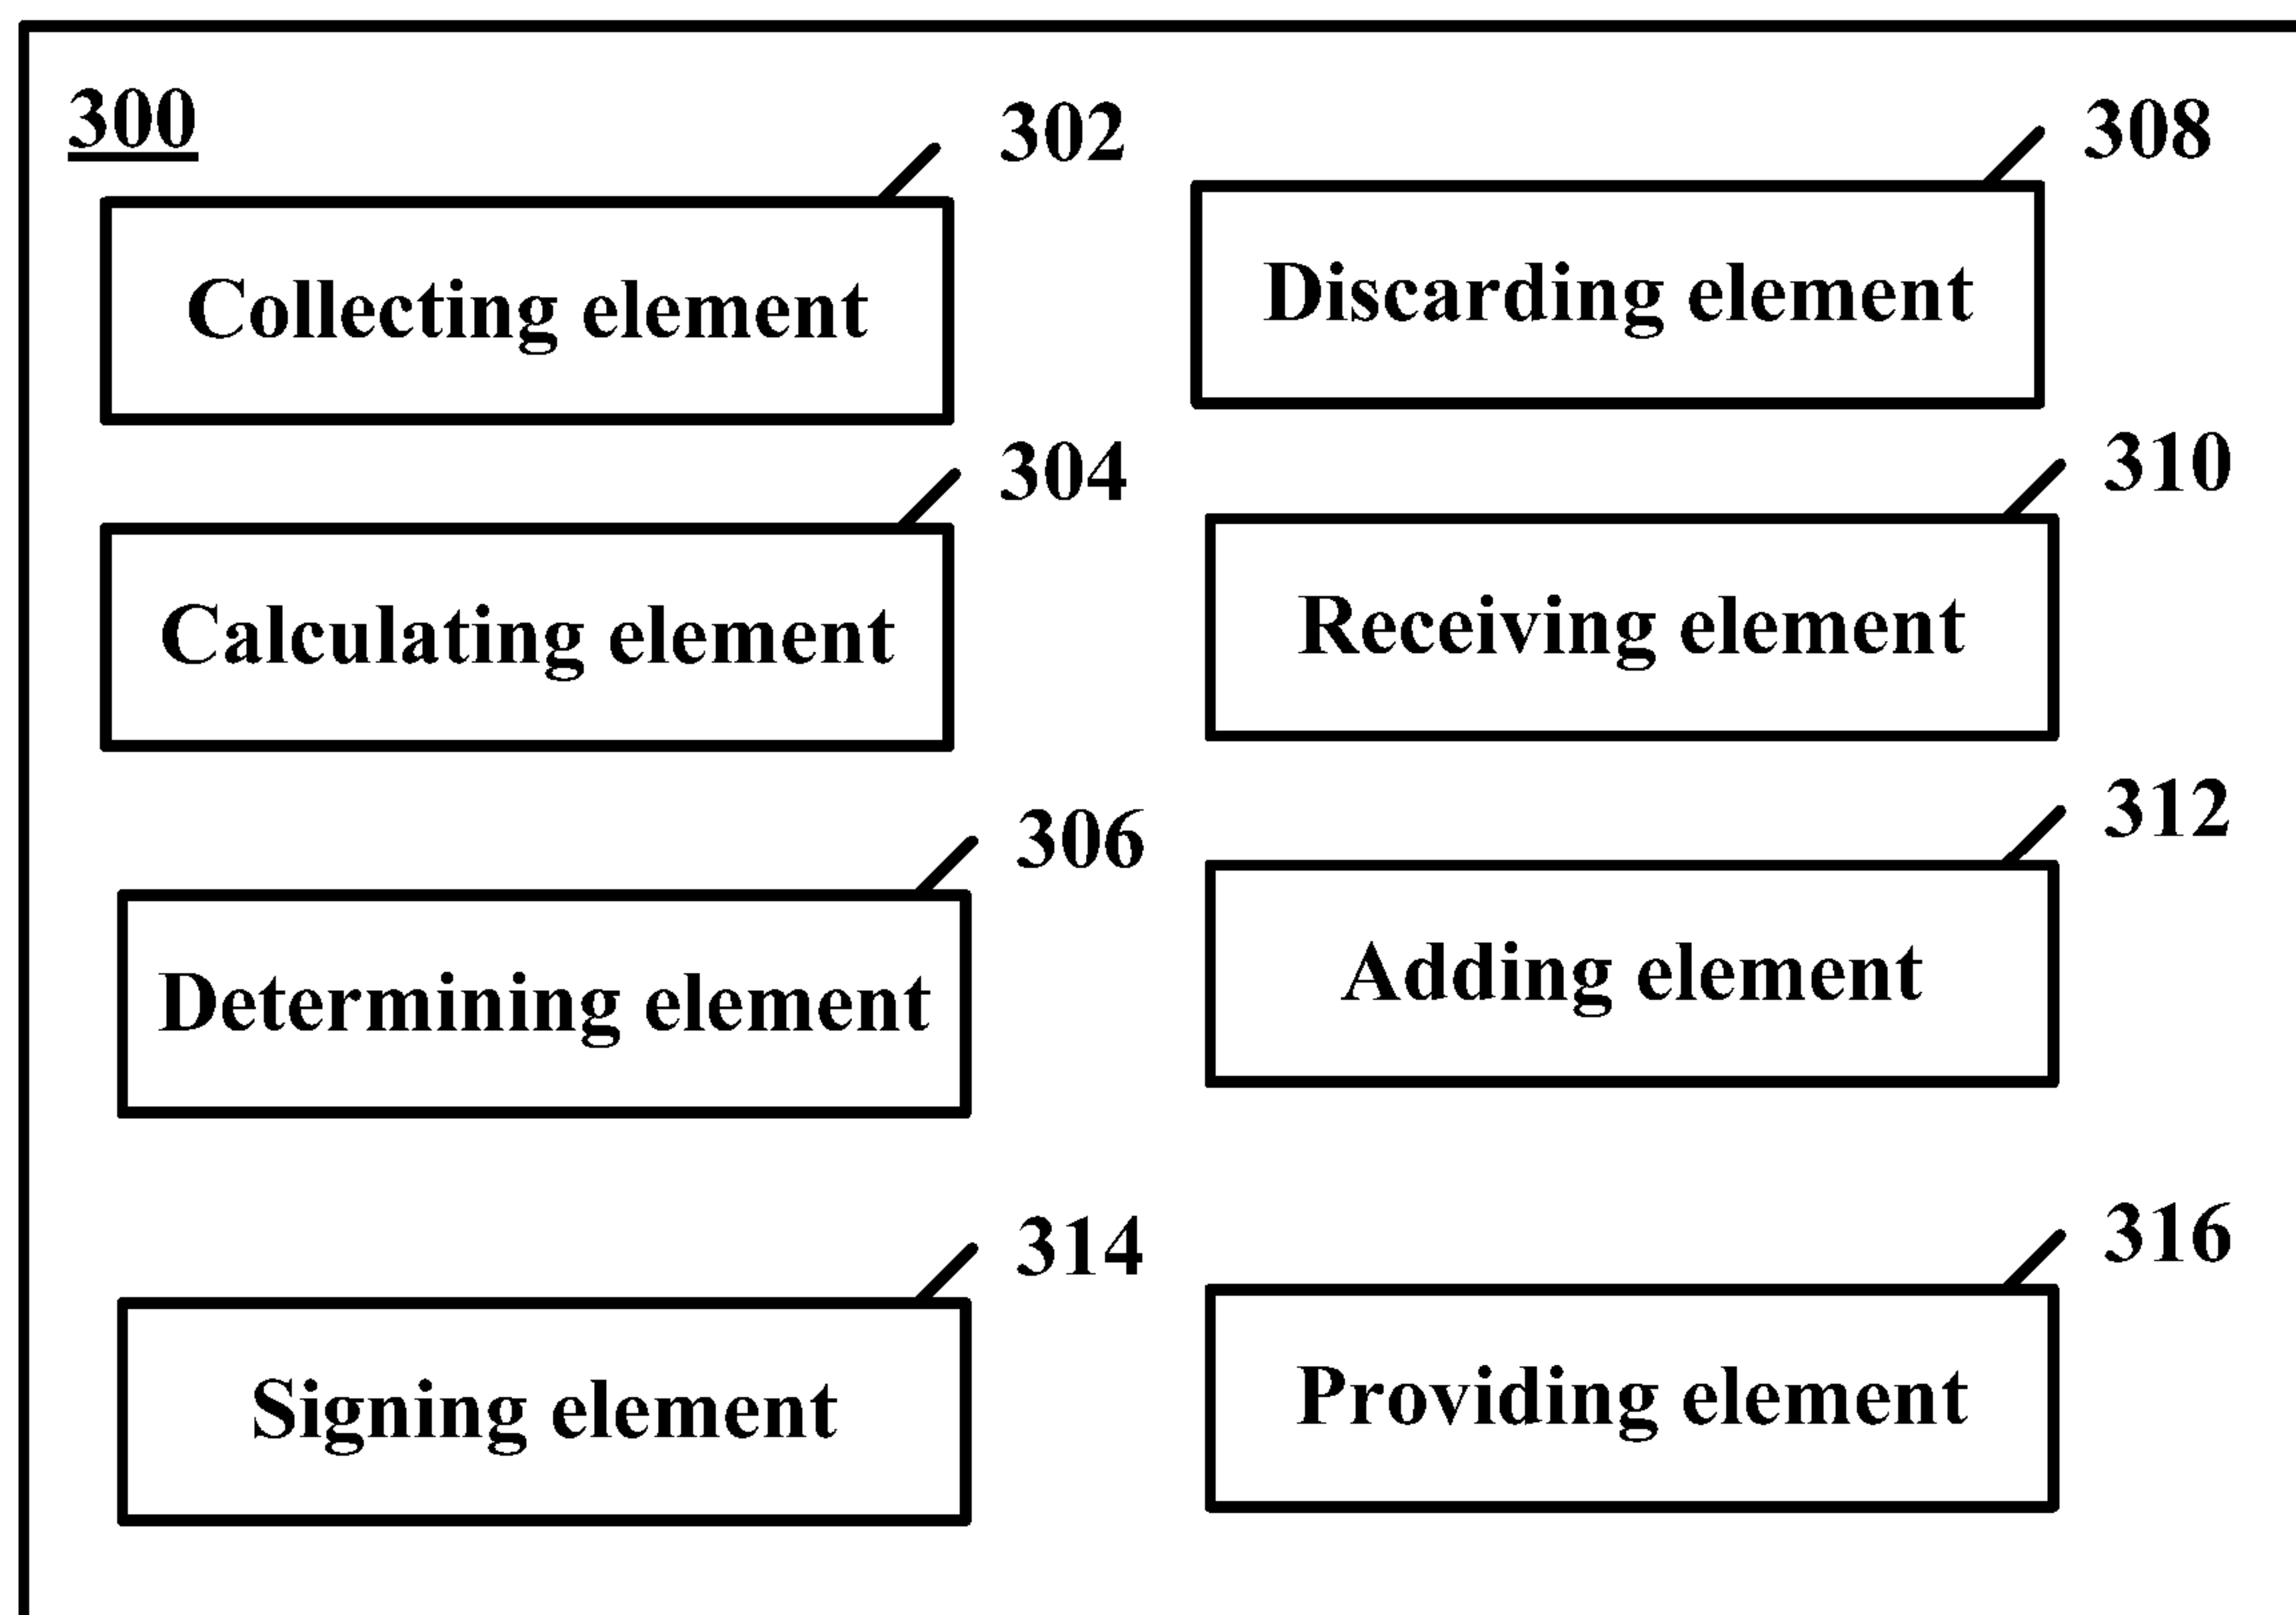 300
302
Collecting element
304
Calculating element
306
Determining element
314
Signing element
308
Discarding element
310
Receiving element
312
Adding element
316
Providing element